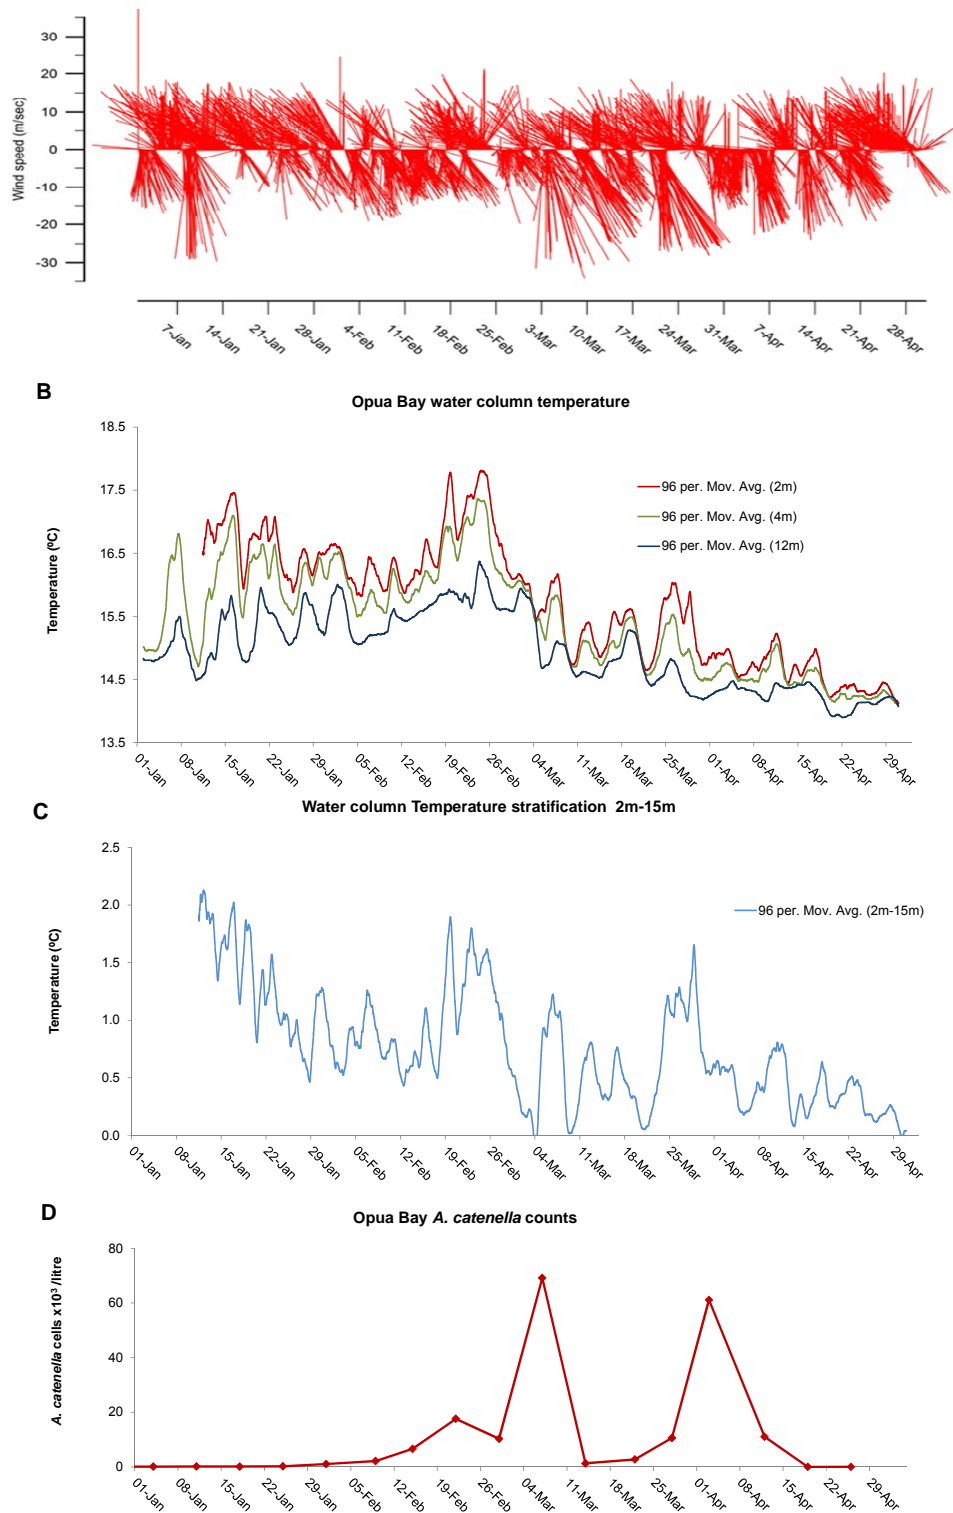 Wind speed (m/sec)
30
20
10
0
-10
-20
-30
7-Jan
14-Jan
21-Jan
28-Jan
4-Feb
11-Feb
18-Feb
25-Feb
3-Mar
10-Mar
17-Mar
24-Mar
31-Mar
7-Apr
14-Apr
21-Apr
28-Apr
B
Opua Bay water column temperature
Temperature (ºC)
18.5
17.5
16.5
15.5
14.5
13.5
96 per. Mov. Avg. (2m)
96 per. Mov. Avg. (4m)
96 per. Mov. Avg. (12m)
01-Jan
08-Jan
15-Jan
22-Jan
29-Jan
05-Feb
12-Feb
19-Feb
26-Feb
04-Mar
11-Mar
18-Mar
25-Mar
01-Apr
08-Apr
15-Apr
22-Apr
29-Apr
C
Water column Temperature stratification 2m-15m
Temperature (ºC)
2.5
2.0
1.5
1.0
0.5
0.0
96 per. Mov. Avg. (2m-15m)
01-Jan
08-Jan
15-Jan
22-Jan
29-Jan
05-Feb
12-Feb
19-Feb
26-Feb
04-Mar
11-Mar
18-Mar
25-Mar
01-Apr
08-Apr
15-Apr
22-Apr
29-Apr
D
Opua Bay A. catenella counts
A. catenella cells x10³ /litre
80
60
40
20
0
01-Jan
08-Jan
15-Jan
22-Jan
29-Jan
05-Feb
12-Feb
19-Feb
26-Feb
04-Mar
11-Mar
18-Mar
25-Mar
01-Apr
08-Apr
15-Apr
22-Apr
29-Apr